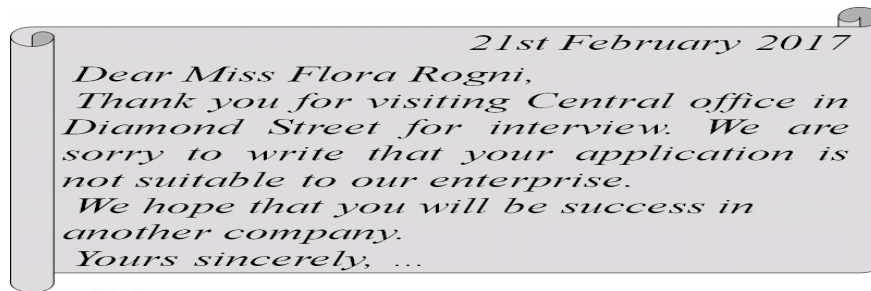 21st February 2017
Dear Miss Flora Rogni,
Thank you for visiting Central office in
Diamond Street for interview. We are
sorry to write that your application is
not suitable to our enterprise.
We hope that you will be success in
another company.
Yours sincerely, ...